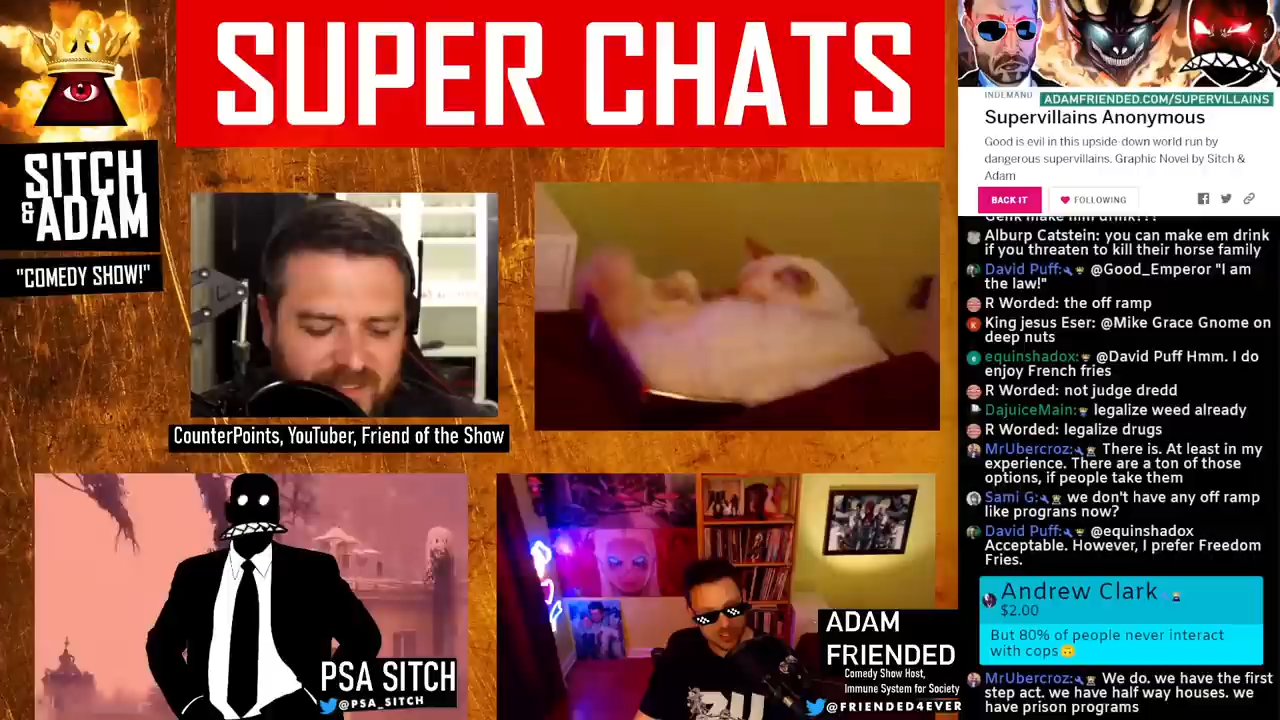 SUPER CHATS
SITCH
& ADAM
"COMEDY SHOW!"
CounterPoints, YouTuber, Friend of the Show
PSA SITCH
@PSA_SITCH
ADAM
FRIENDED
Comedy Show Host,
Immune System for Society
@FRIENDED4EVER
INDEMAND
ADAMFRIENDED.COM/SUPERVILLAINS
Supervillains Anonymous
Good is evil in this upside-down world run by
dangerous supervillains. Graphic Novel by Sitch &
Adam
BACK IT
FOLLOWING
Alburp Catstein: you can make em drink
if you threaten to kill their horse family
David Puff: @Good_Emperor "I am
the law!"
R Worded: the off ramp
King jesus Eser: @Mike Grace Gnome on
deep nuts
equinshadox: @David Puff Hmm. I do
enjoy French fries
R Worded: not judge dredd
DajuiceMain: legalize weed already
R Worded: legalize drugs
MrUbercroz: There is. At least in my
experience. There are a ton of those
options, if people take them
Sami G: we don't have any off ramp
like prograns now?
David Puff: @equinshadox
Acceptable. However, I prefer Freedom
Fries.
Andrew Clark
$2.00
But 80% of people never interact
with cops
MrUbercroz: We do. we have the first
step act. we have half way houses. we
have prison programs